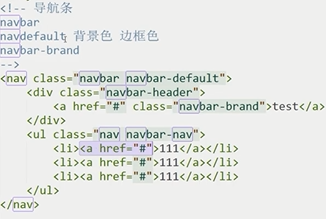 <!-- 导航条
navbar
navdefault 背景色 边框色
navbar-brand
-->
<nav class="navbar navbar-default">
<div class="navbar-header">
<a href="#" class="navbar-brand">test</a>
</div>
<ul class="nav navbar-nav">
<li><a href="#">111</a></li>
<li><a href="#">111</a></li>
<li><a href="#">111</a></li>
</ul>
</nav>